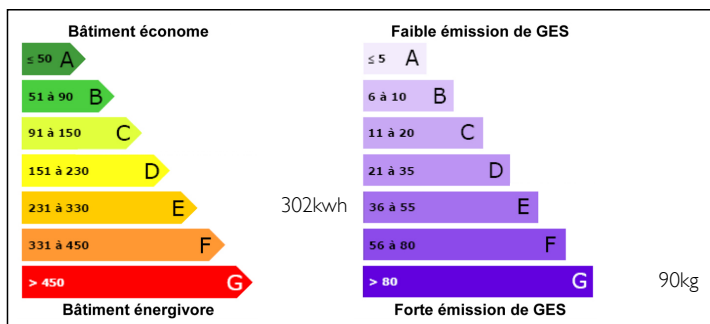 Bâtiment économe
≤ 50 A
51 à 90 B
91 à 150 C
151 à 230 D
231 à 330 E 302kwh
331 à 450 F
> 450 G
Bâtiment énergivore
Faible émission de GES
≤ 5 A
6 à 10 B
11 à 20 C
21 à 35 D
36 à 55 E
56 à 80 F
> 80 G 90kg
Forte émission de GES